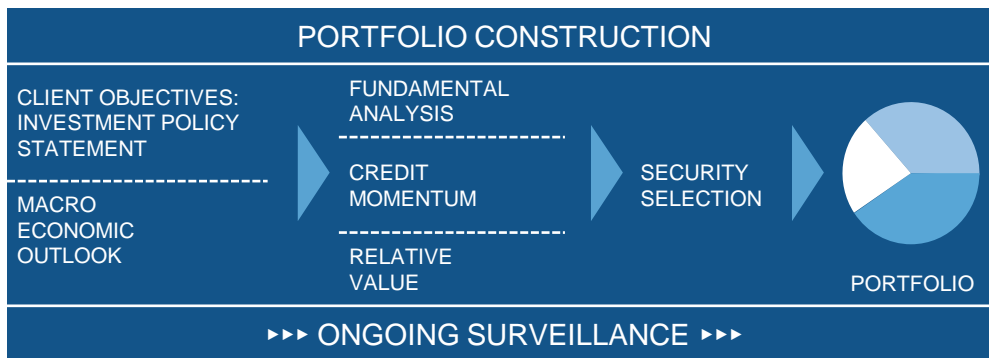 PORTFOLIO CONSTRUCTION
CLIENT OBJECTIVES:
INVESTMENT POLICY
STATEMENT
MACRO
ECONOMIC
OUTLOOK
FUNDAMENTAL
ANALYSIS
CREDIT
MOMENTUM
RELATIVE
VALUE
SECURITY
SELECTION
PORTFOLIO
ONGOING SURVEILLANCE